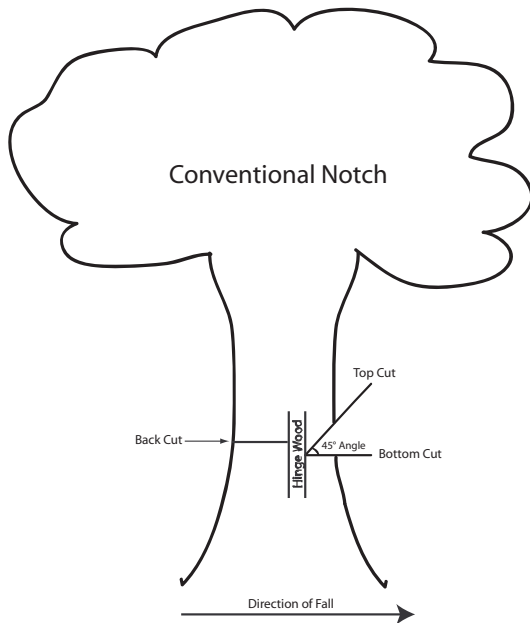 Conventional Notch
Top Cut
Back Cut
Hinge Wood
45° Angle
Bottom Cut
Direction of Fall